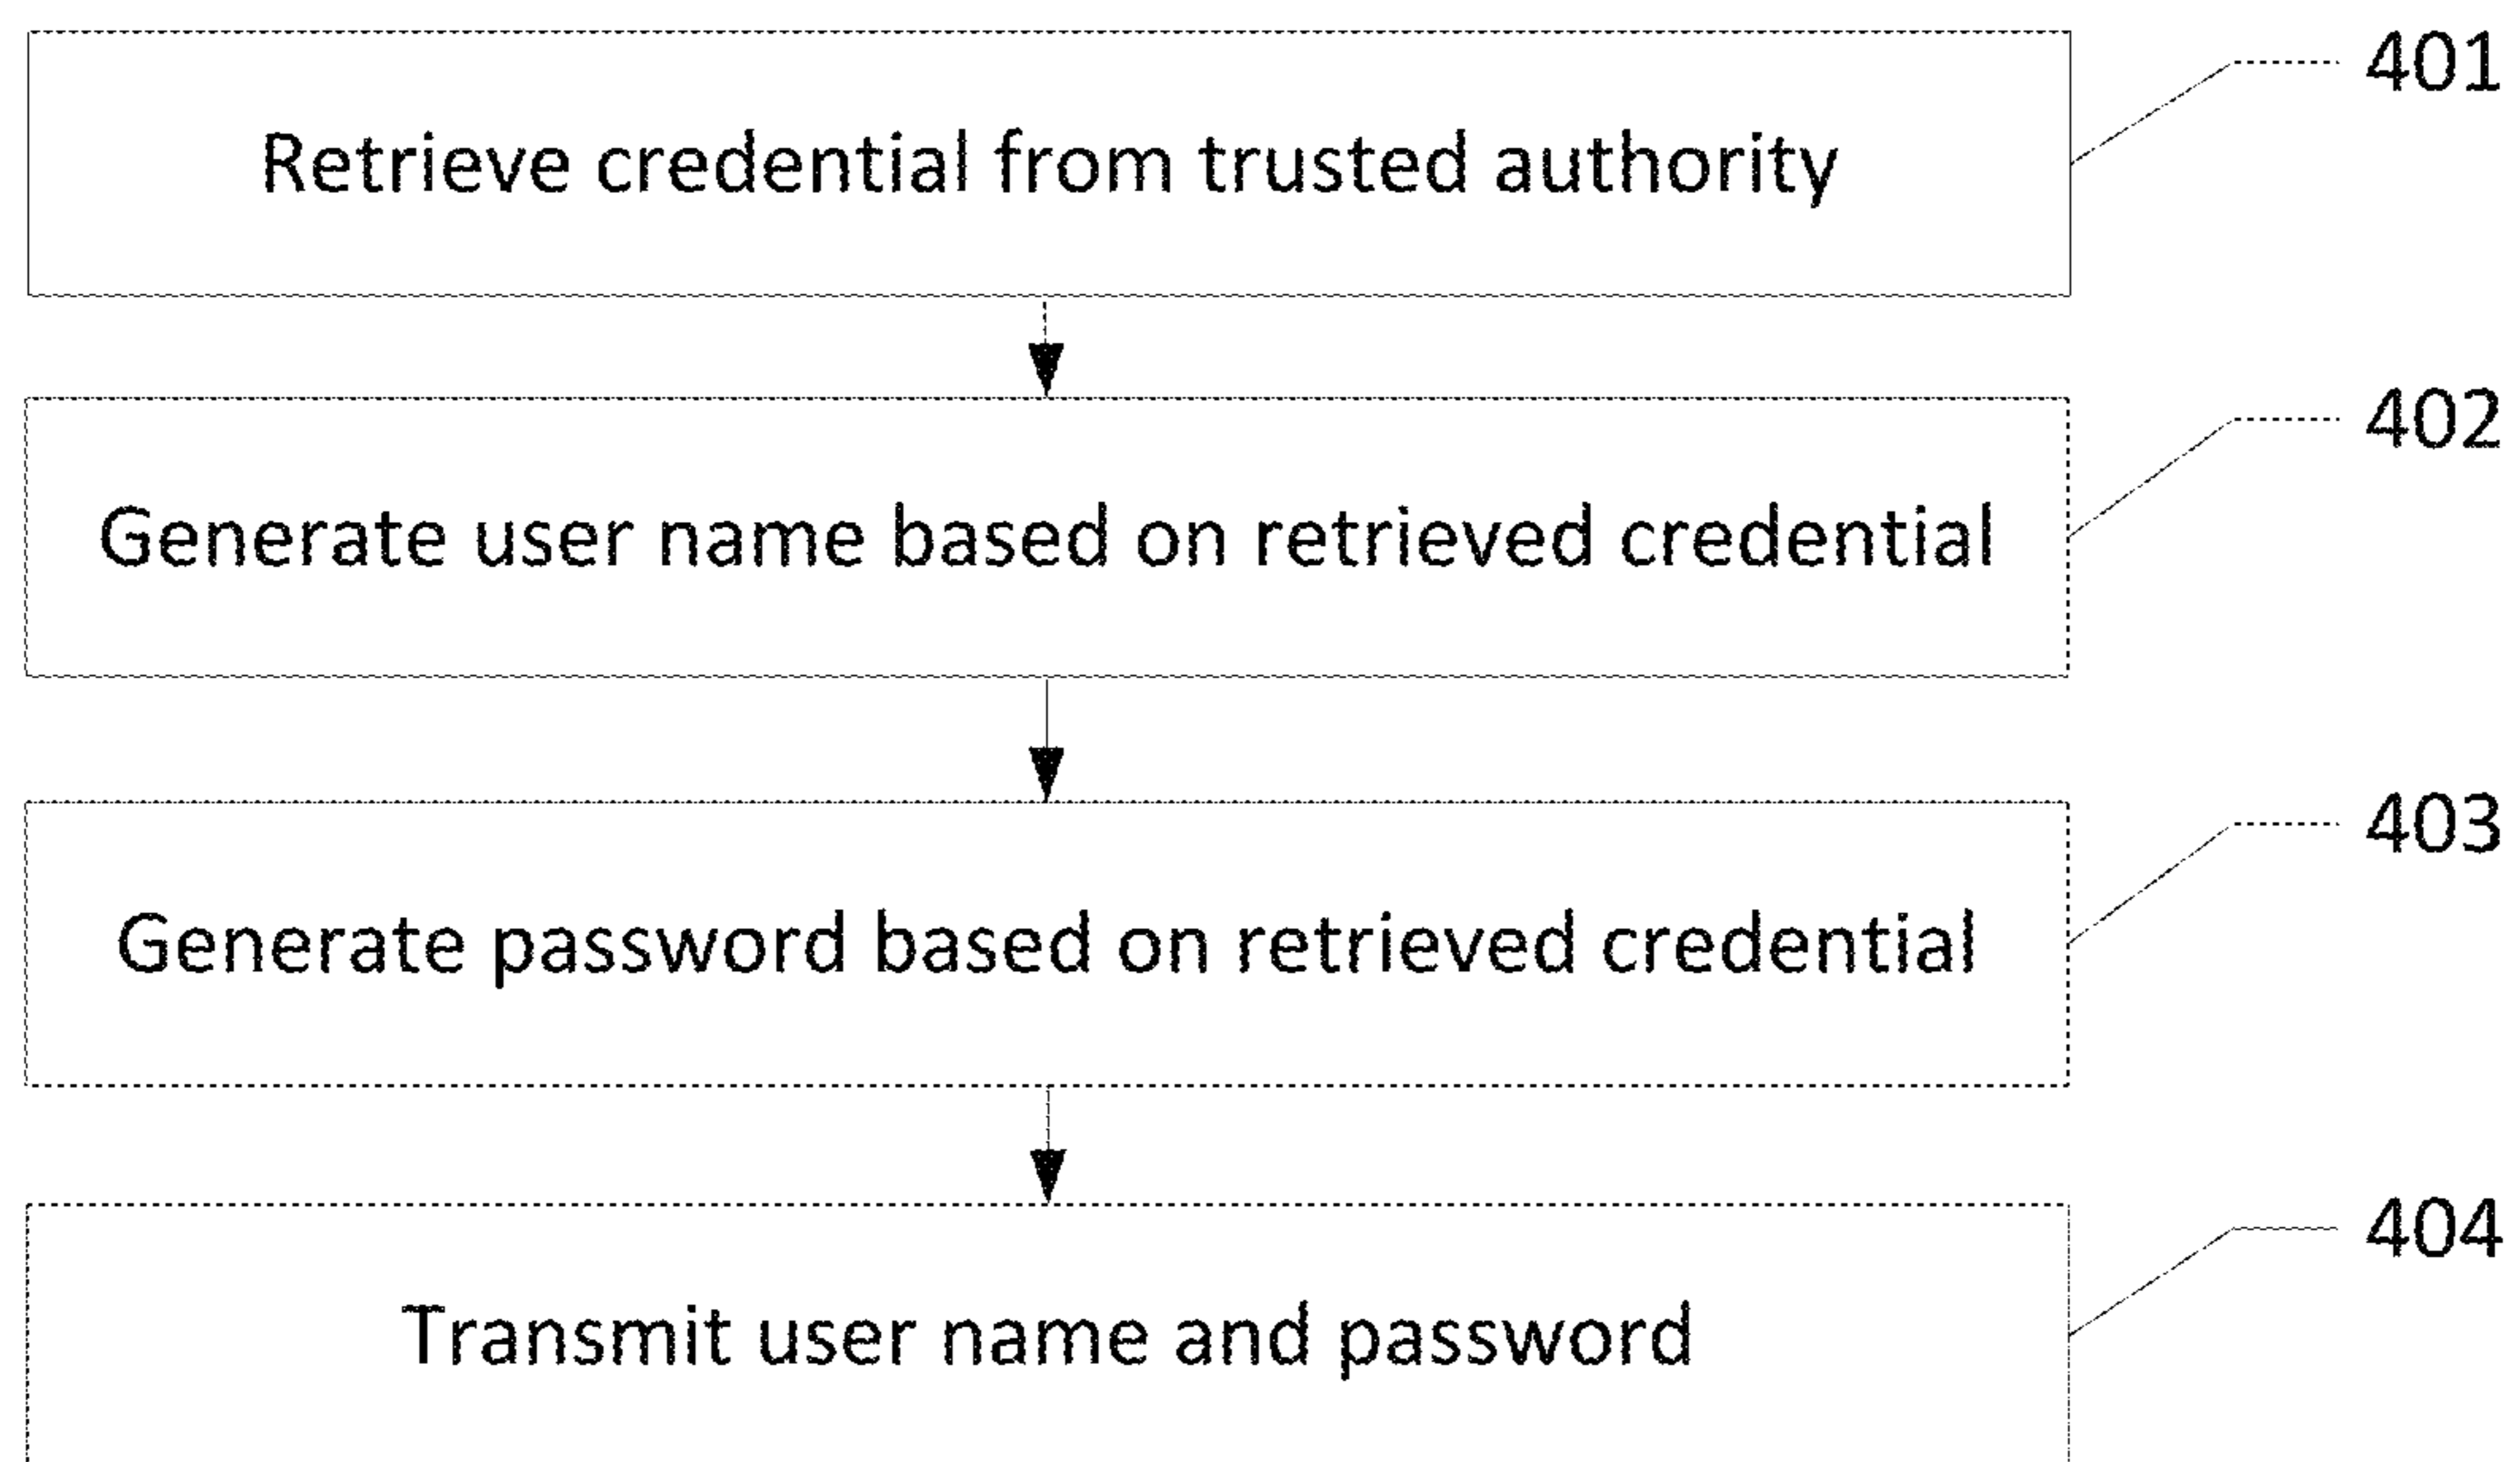 401
Retrieve credential from trusted authority
402
Generate user name based on retrieved credential
403
Generate password based on retrieved credential
404
Transmit user name and password